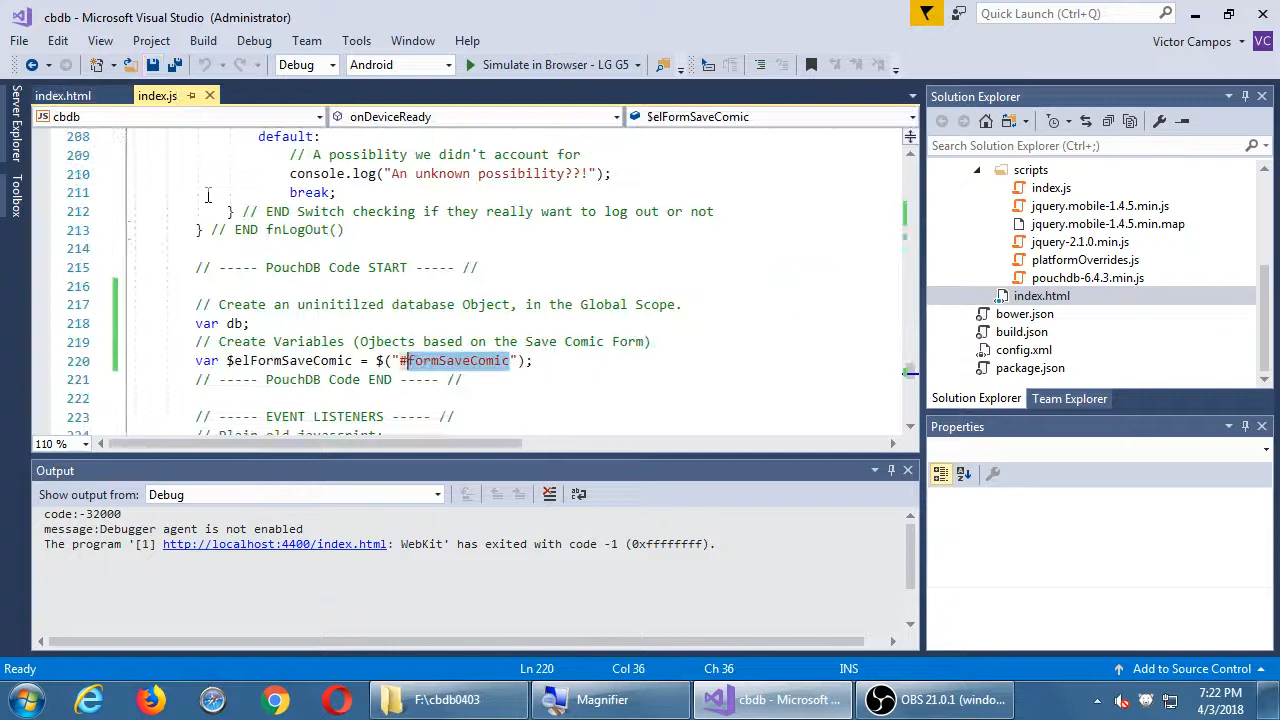 cbdb - Microsoft Visual Studio (Administrator)
Quick Launch (Ctrl+Q)
File Edit View Project Build Debug Team Tools Window Help
Victor Campos VC
Debug Android Simulate in Browser - LG G5
Server Explorer
Toolbox
index.html index.js
cbdb onDeviceReady $elFormSaveComic
208 default:
209 // A possiblity we didn't account for
210 console.log("An unknown possibility??!");
211 break;
212 } // END Switch checking if they really want to log out or not
213 } // END fnLogOut()
214
215 // ----- PouchDB Code START ----- //
216
217 // Create an uninitilzed database Object, in the Global Scope.
218 var db;
219 // Create Variables (Ojbects based on the Save Comic Form)
220 var $elFormSaveComic = $("#formSaveComic");
221 // ----- PouchDB Code END ----- //
222
223 // ----- EVENT LISTENERS ----- //
// Plain old javascript:
110 %
Solution Explorer
Search Solution Explorer (Ctrl+;)
scripts
index.js
jquery.mobile-1.4.5.min.js
jquery.mobile-1.4.5.min.map
jquery-2.1.0.min.js
platformOverrides.js
pouchdb-6.4.3.min.js
index.html
bower.json
build.json
config.xml
package.json
Solution Explorer Team Explorer
Properties
Output
Show output from: Debug
code:-32000
message:Debugger agent is not enabled
The program '[1] http://localhost:4400/index.html: WebKit' has exited with code -1 (0xffffffff).
Ready Ln 220 Col 36 Ch 36 INS Add to Source Control
F:\cbdb0403 Magnifier cbdb - Microsoft ... OBS 21.0.1 (windo...
7:22 PM
4/3/2018